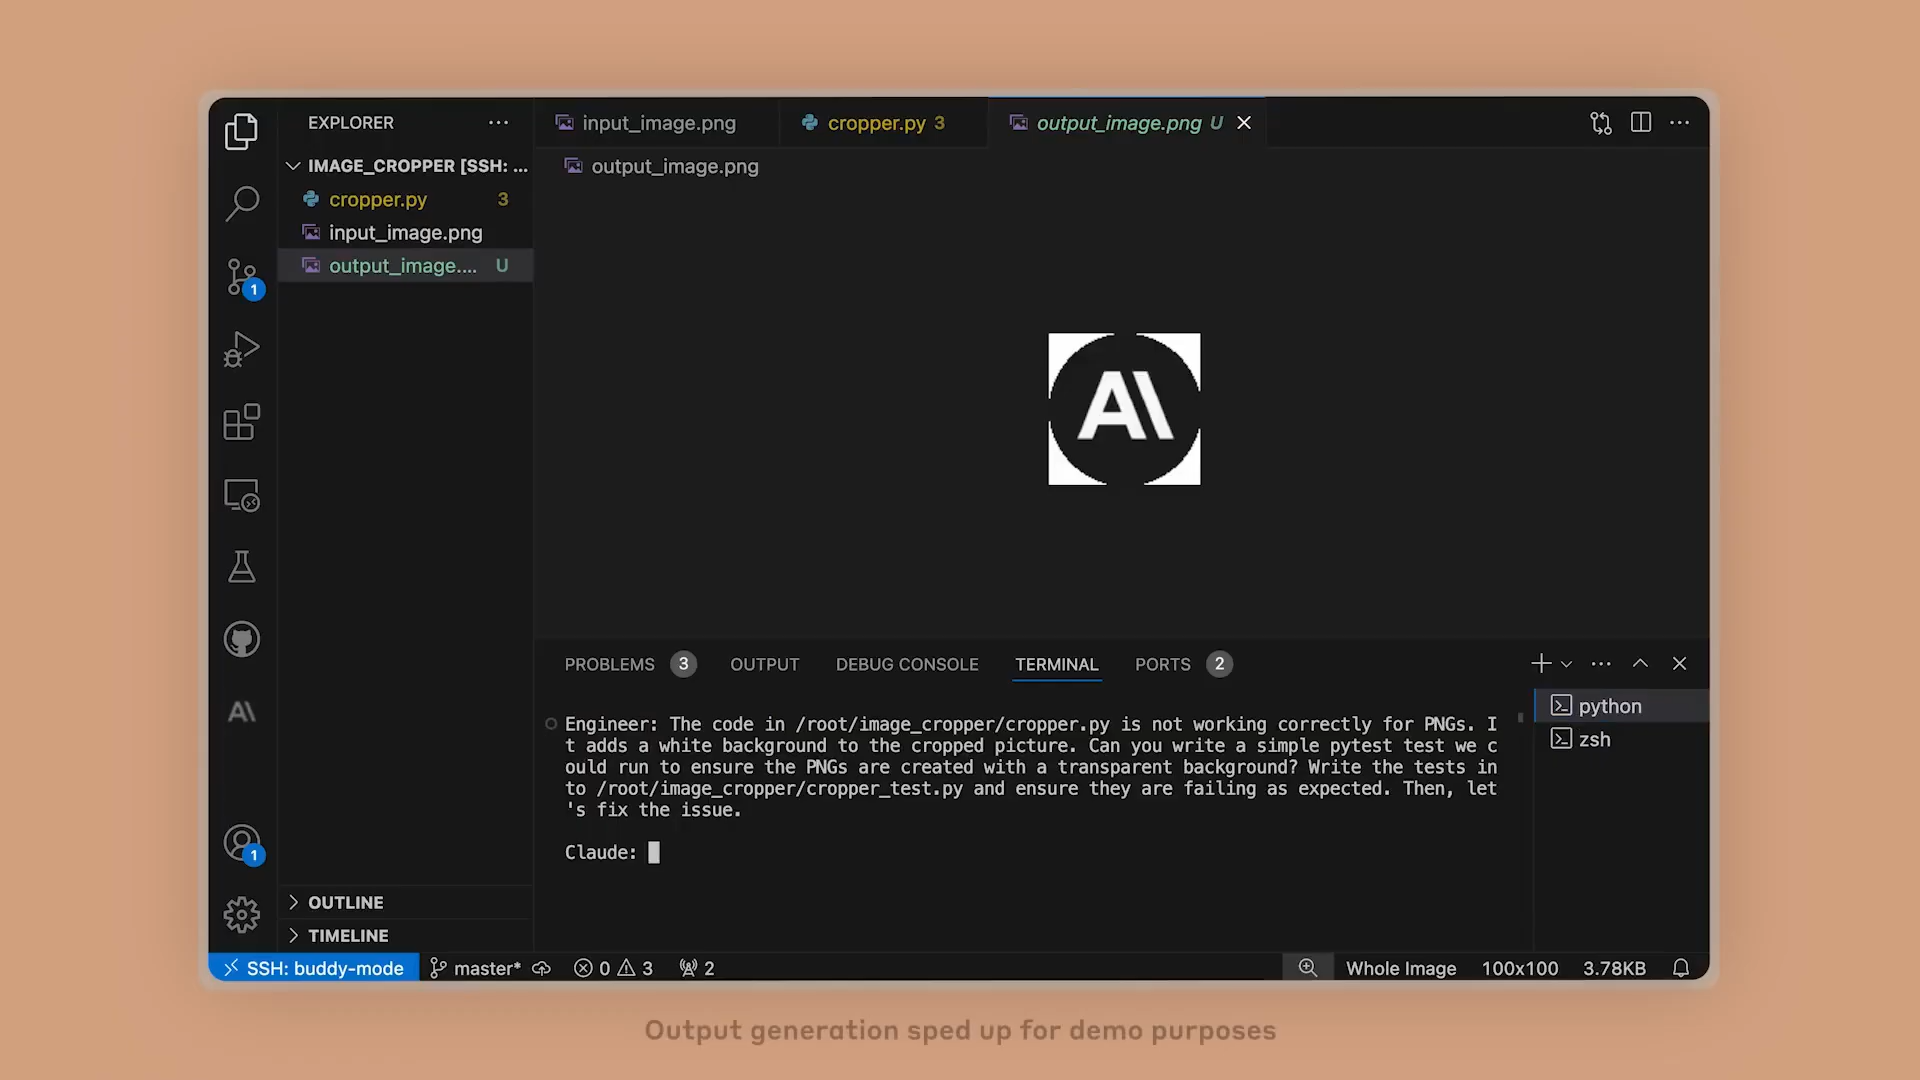 EXPLORER
input_image.png
cropper.py 3
output_image.png U
IMAGE_CROPPER [SSH: ...
output_image.png
cropper.py 3
input_image.png
output_image.... U
1
AI
PROBLEMS 3 OUTPUT DEBUG CONSOLE TERMINAL PORTS 2
python
zsh
Engineer: The code in /root/image_cropper/cropper.py is not working correctly for PNGs. I
t adds a white background to the cropped picture. Can you write a simple pytest test we c
ould run to ensure the PNGs are created with a transparent background? Write the tests in
to /root/image_cropper/cropper_test.py and ensure they are failing as expected. Then, let
's fix the issue.
Claude:
A\
1
OUTLINE
TIMELINE
SSH: buddy-mode master* 0 3 2 Whole Image 100x100 3.78KB
Output generation sped up for demo purposes